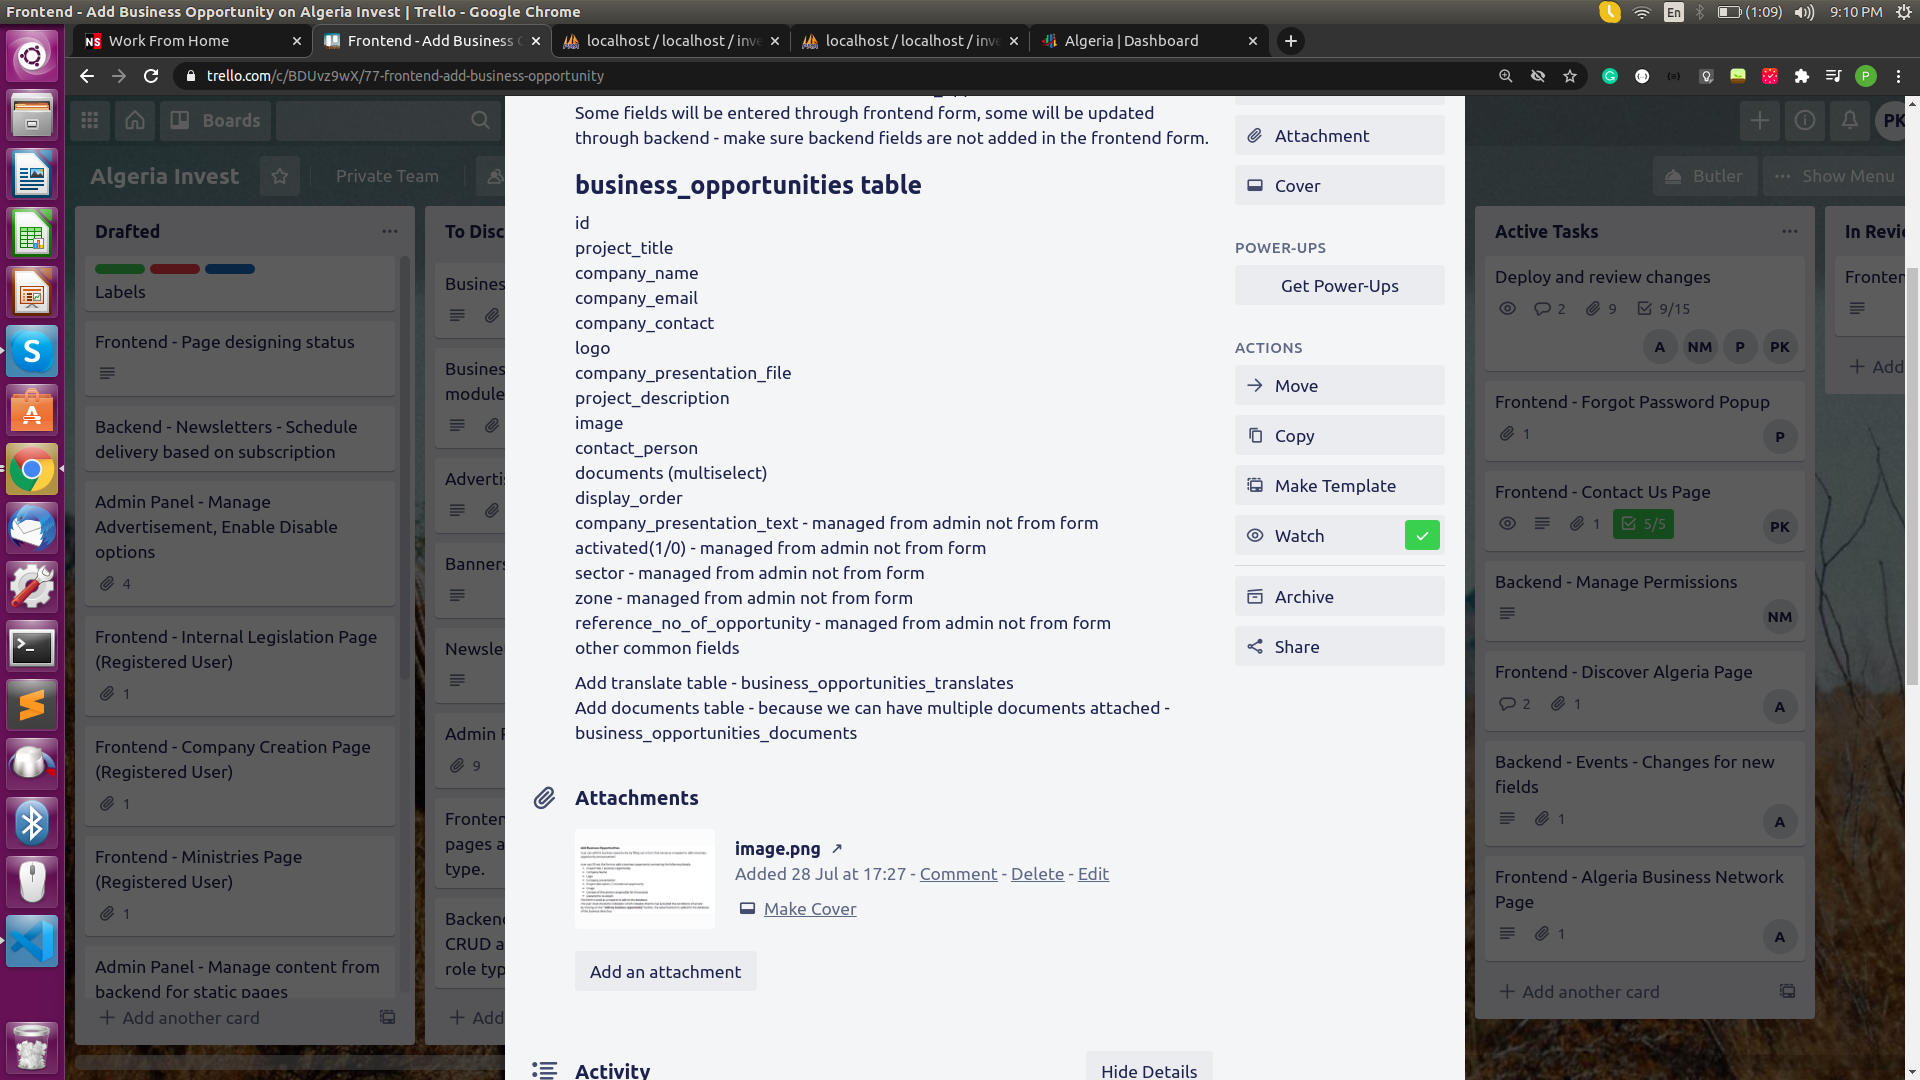 Frontend - Add Business Opportunity on Algeria Invest | Trello - Google Chrome
En
(1:09)
9:10 PM
NS
Work From Home
Frontend - Add Business O
localhost / localhost / inve
localhost / localhost / inve
Algeria | Dashboard
trello.com/c/BDUvz9wX/77-frontend-add-business-opportunity
P
Boards
PK
Algeria Invest
Private Team
Butler
Show Menu
Drafted
Labels
Frontend - Page designing status
Backend - Newsletters - Schedule
delivery based on subscription
Admin Panel - Manage
Advertisement, Enable Disable
options
4
Frontend - Internal Legislation Page
(Registered User)
1
Frontend - Company Creation Page
(Registered User)
1
Frontend - Ministries Page
(Registered User)
1
Admin Panel - Manage content from
backend for static pages
Add another card
To Disc
Busines
Busines
module
Adverti
Banners
Newsle
Admin P
9
Fronten
pages a
type.
Backend
CRUD a
role typ
Add
Some fields will be entered through frontend form, some will be updated
through backend - make sure backend fields are not added in the frontend form.
business_opportunities table
id
project_title
company_name
company_email
company_contact
logo
company_presentation_file
project_description
image
contact_person
documents (multiselect)
display_order
company_presentation_text - managed from admin not from form
activated(1/0) - managed from admin not from form
sector - managed from admin not from form
zone - managed from admin not from form
reference_no_of_opportunity - managed from admin not from form
other common fields
Add translate table - business_opportunities_translates
Add documents table - because we can have multiple documents attached -
business_opportunities_documents
Attachments
image.png
Added 28 Jul at 17:27 - Comment - Delete - Edit
Make Cover
Add an attachment
Activity
Hide Details
Attachment
Cover
POWER-UPS
Get Power-Ups
ACTIONS
Move
Copy
Make Template
Watch
Archive
Share
Active Tasks
Deploy and review changes
2
9
9/15
A
NM
P
PK
Frontend - Forgot Password Popup
1
P
Frontend - Contact Us Page
1
5/5
PK
Backend - Manage Permissions
NM
Frontend - Discover Algeria Page
2
1
A
Backend - Events - Changes for new
fields
1
A
Frontend - Algeria Business Network
Page
1
A
Add another card
In Revie
Fronten
Add